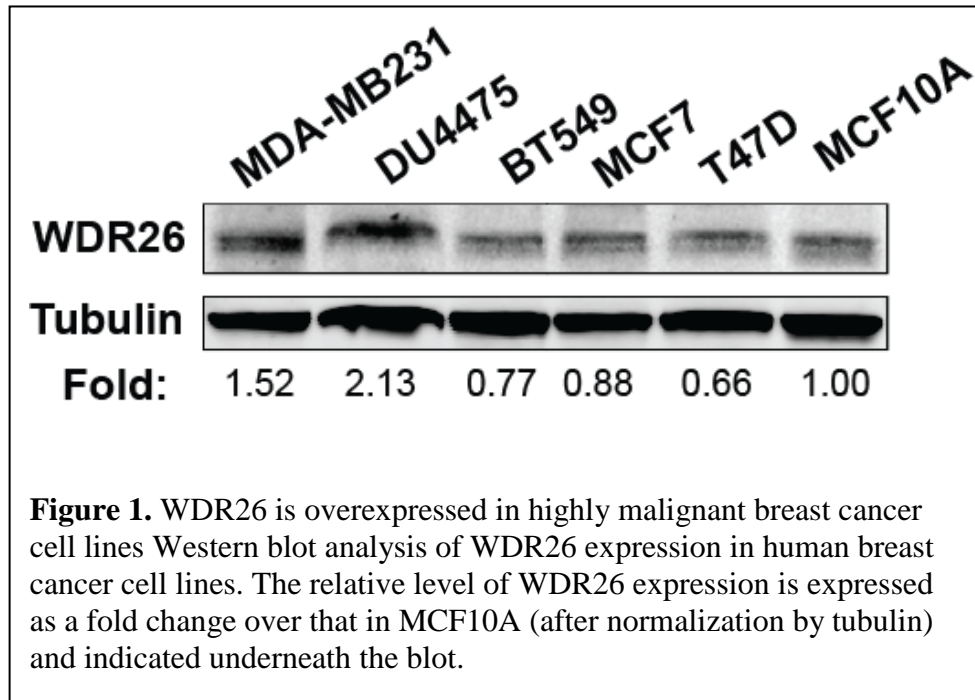 MDA-MB231 DU4475 BT549 MCF7 T47D MCF10A
WDR26
Tubulin
Fold: 1.52 2.13 0.77 0.88 0.66 1.00
Figure 1. WDR26 is overexpressed in highly malignant breast cancer
cell lines Western blot analysis of WDR26 expression in human breast
cancer cell lines. The relative level of WDR26 expression is expressed
as a fold change over that in MCF10A (after normalization by tubulin)
and indicated underneath the blot.